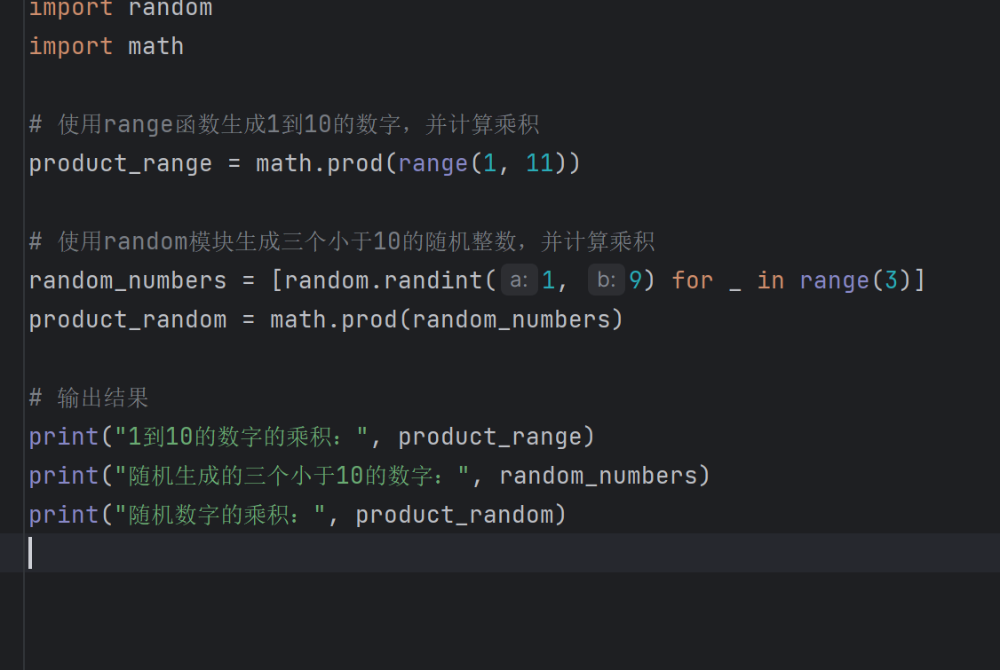 import random
import math
# 使用range函数生成1到10的数字，并计算乘积
product_range = math.prod(range(1, 11))
# 使用random模块生成三个小于10的随机整数，并计算乘积
random_numbers = [random.randint( a: 1, b: 9) for _ in range(3)]
product_random = math.prod(random_numbers)
# 输出结果
print("1到10的数字的乘积：", product_range)
print("随机生成的三个小于10的数字：", random_numbers)
print("随机数字的乘积：", product_random)